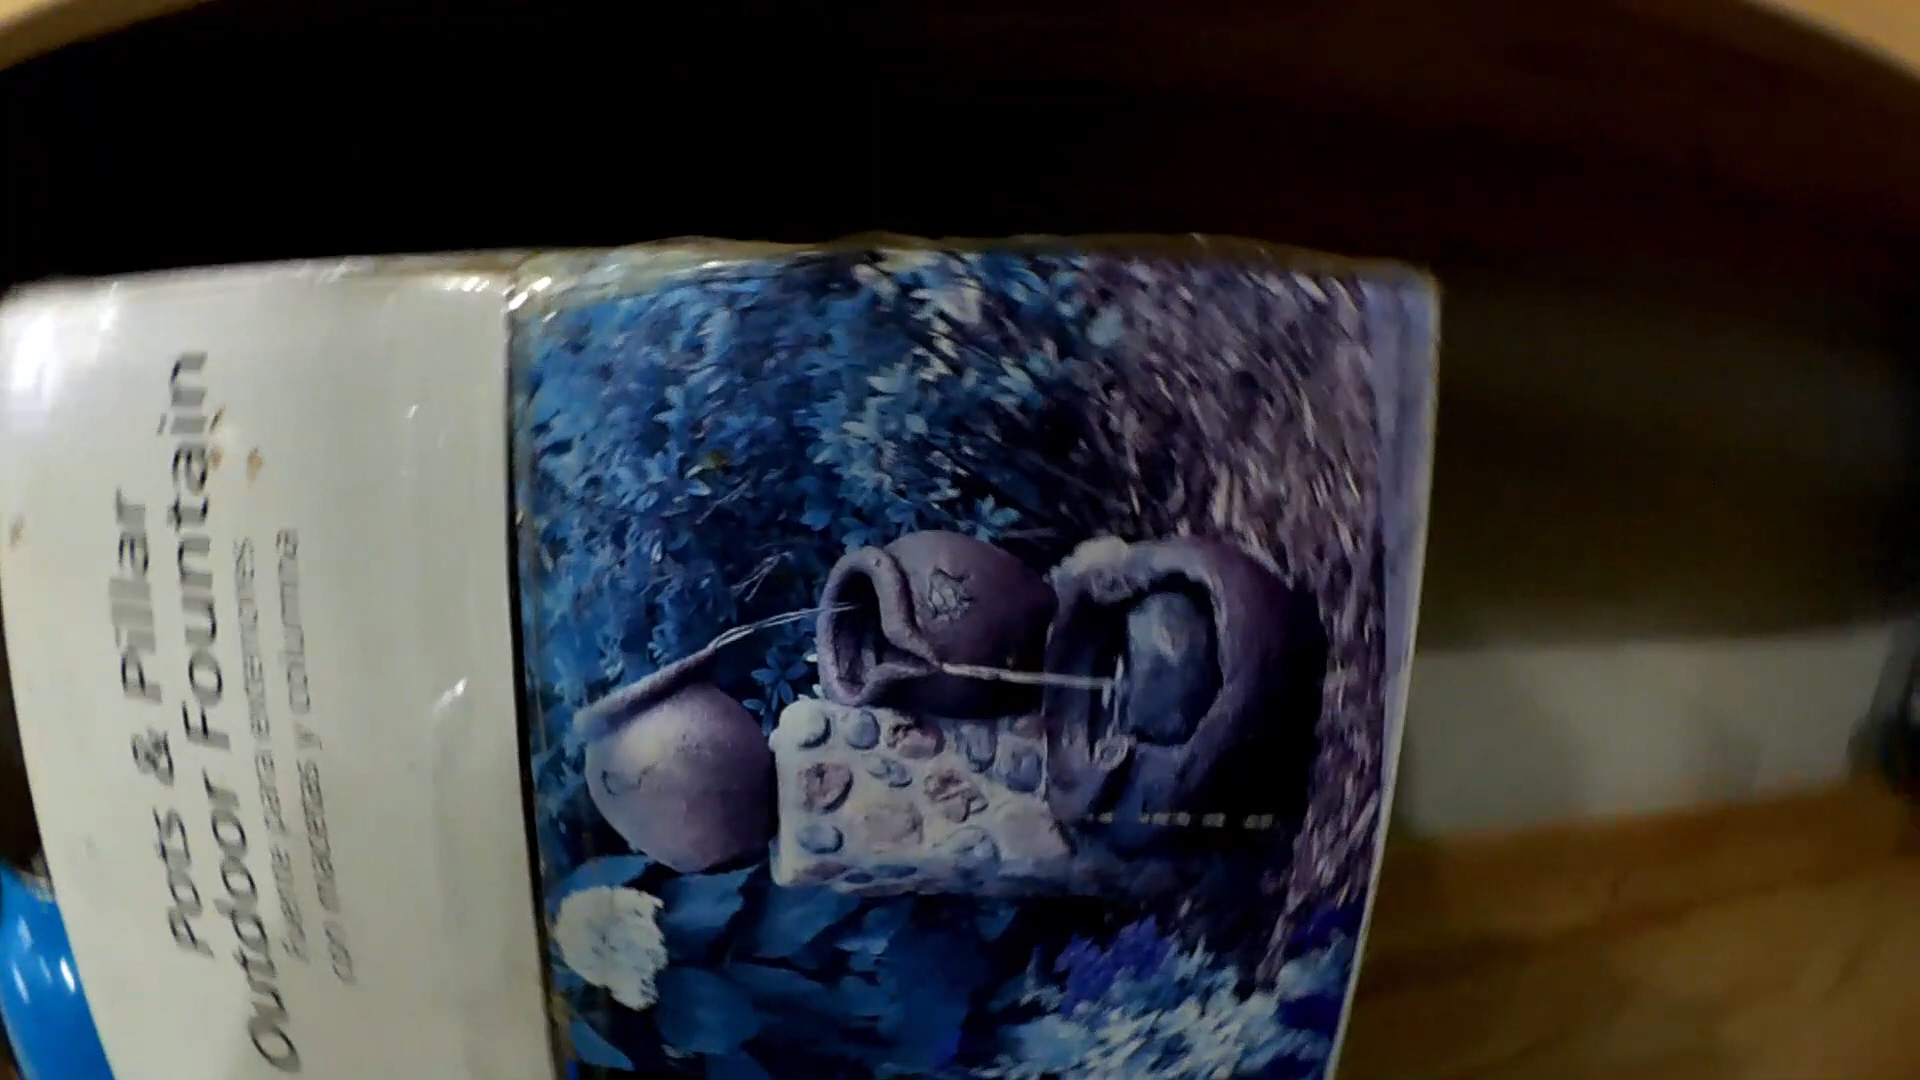 Pots & Pillar
Outdoor Fountain
Fuente para exteriores
con macetas y columna